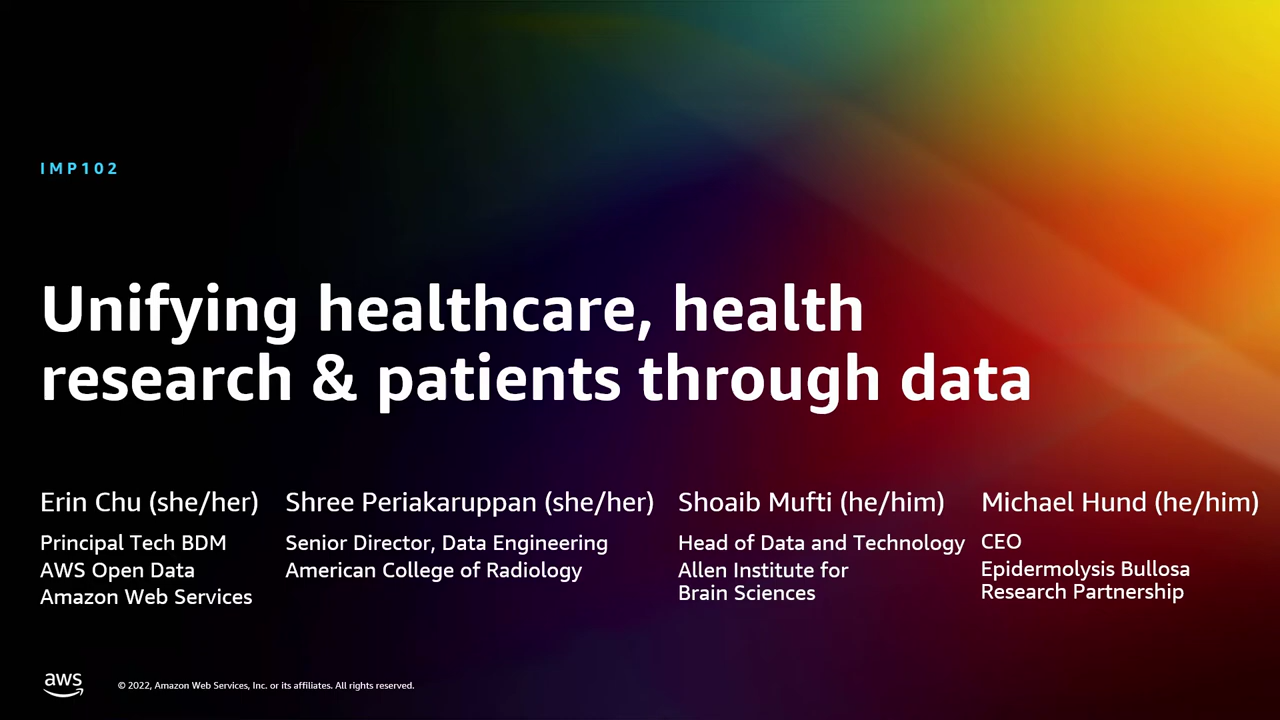 IMP102
Unifying healthcare, health
research & patients through data
Erin Chu (she/her)
Principal Tech BDM
AWS Open Data
Amazon Web Services
Shree Periakaruppan (she/her)
Senior Director, Data Engineering
American College of Radiology
Shoaib Mufti (he/him)
Head of Data and Technology
Allen Institute for
Brain Sciences
Michael Hund (he/him)
CEO
Epidermolysis Bullosa
Research Partnership
aws
© 2022, Amazon Web Services, Inc. or its affiliates. All rights reserved.